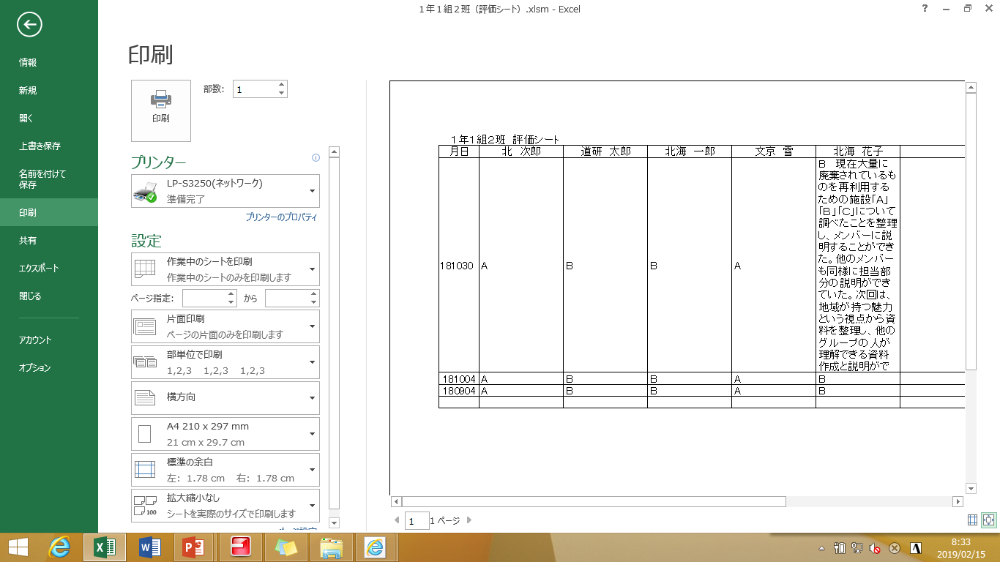 １年１組２班（評価シート）.xlsm - Excel
?
情報
新規
開く
上書き保存
名前を付けて
保存
印刷
共有
エクスポート
閉じる
アカウント
オプション
印刷
印刷
部数: 1
プリンター
LP-S3250(ネットワーク)
準備完了
プリンターのプロパティ
設定
作業中のシートを印刷
作業中のシートのみを印刷します
ページ指定: から
片面印刷
ページの片面のみを印刷します
部単位で印刷
1,2,3 1,2,3 1,2,3
横方向
A4 210 x 297 mm
21 cm x 29.7 cm
標準の余白
左: 1.78 cm 右: 1.78 cm
100
拡大縮小なし
シートを実際のサイズで印刷します
ページ設定
１年１組２班　評価シート
月日 北　次郎 道研　太郎 北海　一郎 文京　雪 北海　花子
181030 A B B A
B　現在大量に
廃棄されているも
のを再利用する
ための施設「A」
「B」「C」について
調べたことを整理
し、メンバーに説
明することができ
た。他のメンバー
も同様に担当部
分の説明ができ
ていた。次回は、
地域が持つ魅力
という視点から資
料を整理し、他の
グループの人が
理解できる資料
作成と説明がで
181004 A B B A B
180904 A B B A B
1 1 ページ
A
8:33
2019/02/15